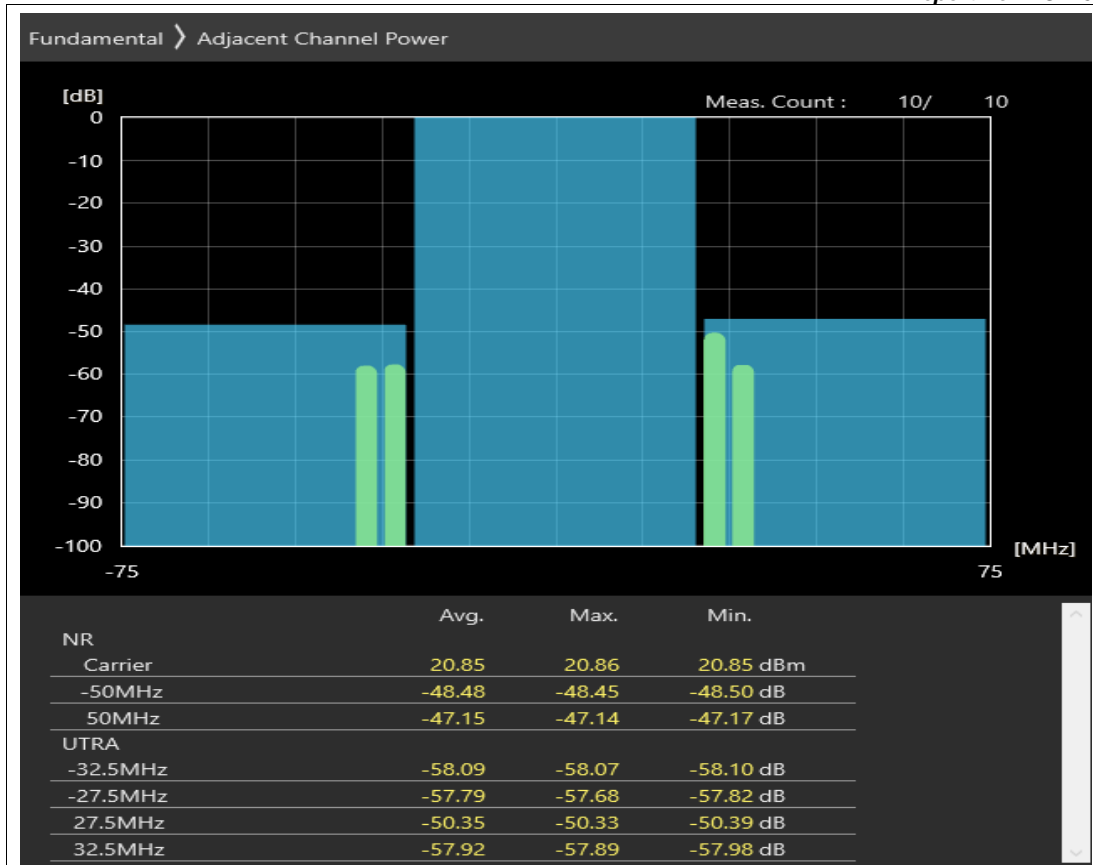 Fundamental 〉 Adjacent Channel Power
[dB]
Meas. Count : 10/ 10
0
-10
-20
-30
-40
-50
-60
-70
-80
-90
-100
[MHz]
-75 75
Avg. Max. Min.
NR
Carrier 20.85 20.86 20.85 dBm
-50MHz -48.48 -48.45 -48.50 dB
50MHz -47.15 -47.14 -47.17 dB
UTRA
-32.5MHz -58.09 -58.07 -58.10 dB
-27.5MHz -57.79 -57.68 -57.82 dB
27.5MHz -50.35 -50.33 -50.39 dB
32.5MHz -57.92 -57.89 -57.98 dB